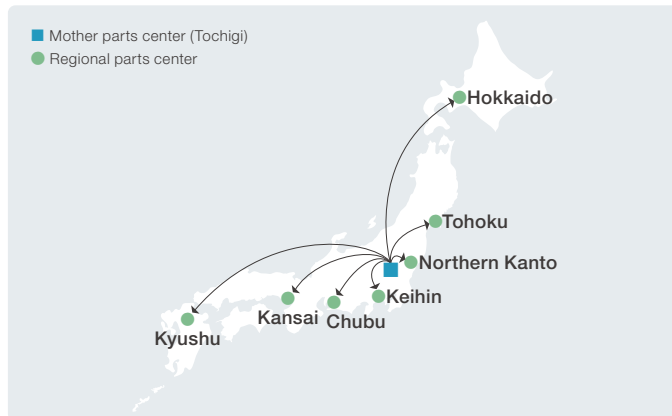 Mother parts center (Tochigi)
Regional parts center
Hokkaido
Tohoku
Northern Kanto
Keihin
Kansai
Chubu
Kyushu